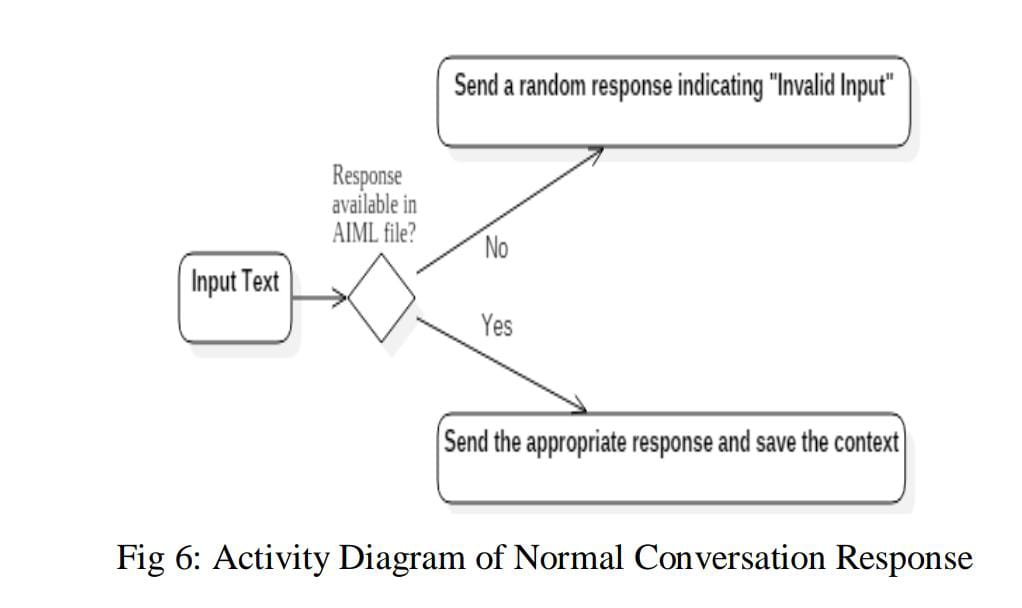 Send a random response indicating "Invalid Input"
Response
available in
AIML file?
No
Input Text
Yes
Send the appropriate response and save the context
Fig 6: Activity Diagram of Normal Conversation Response